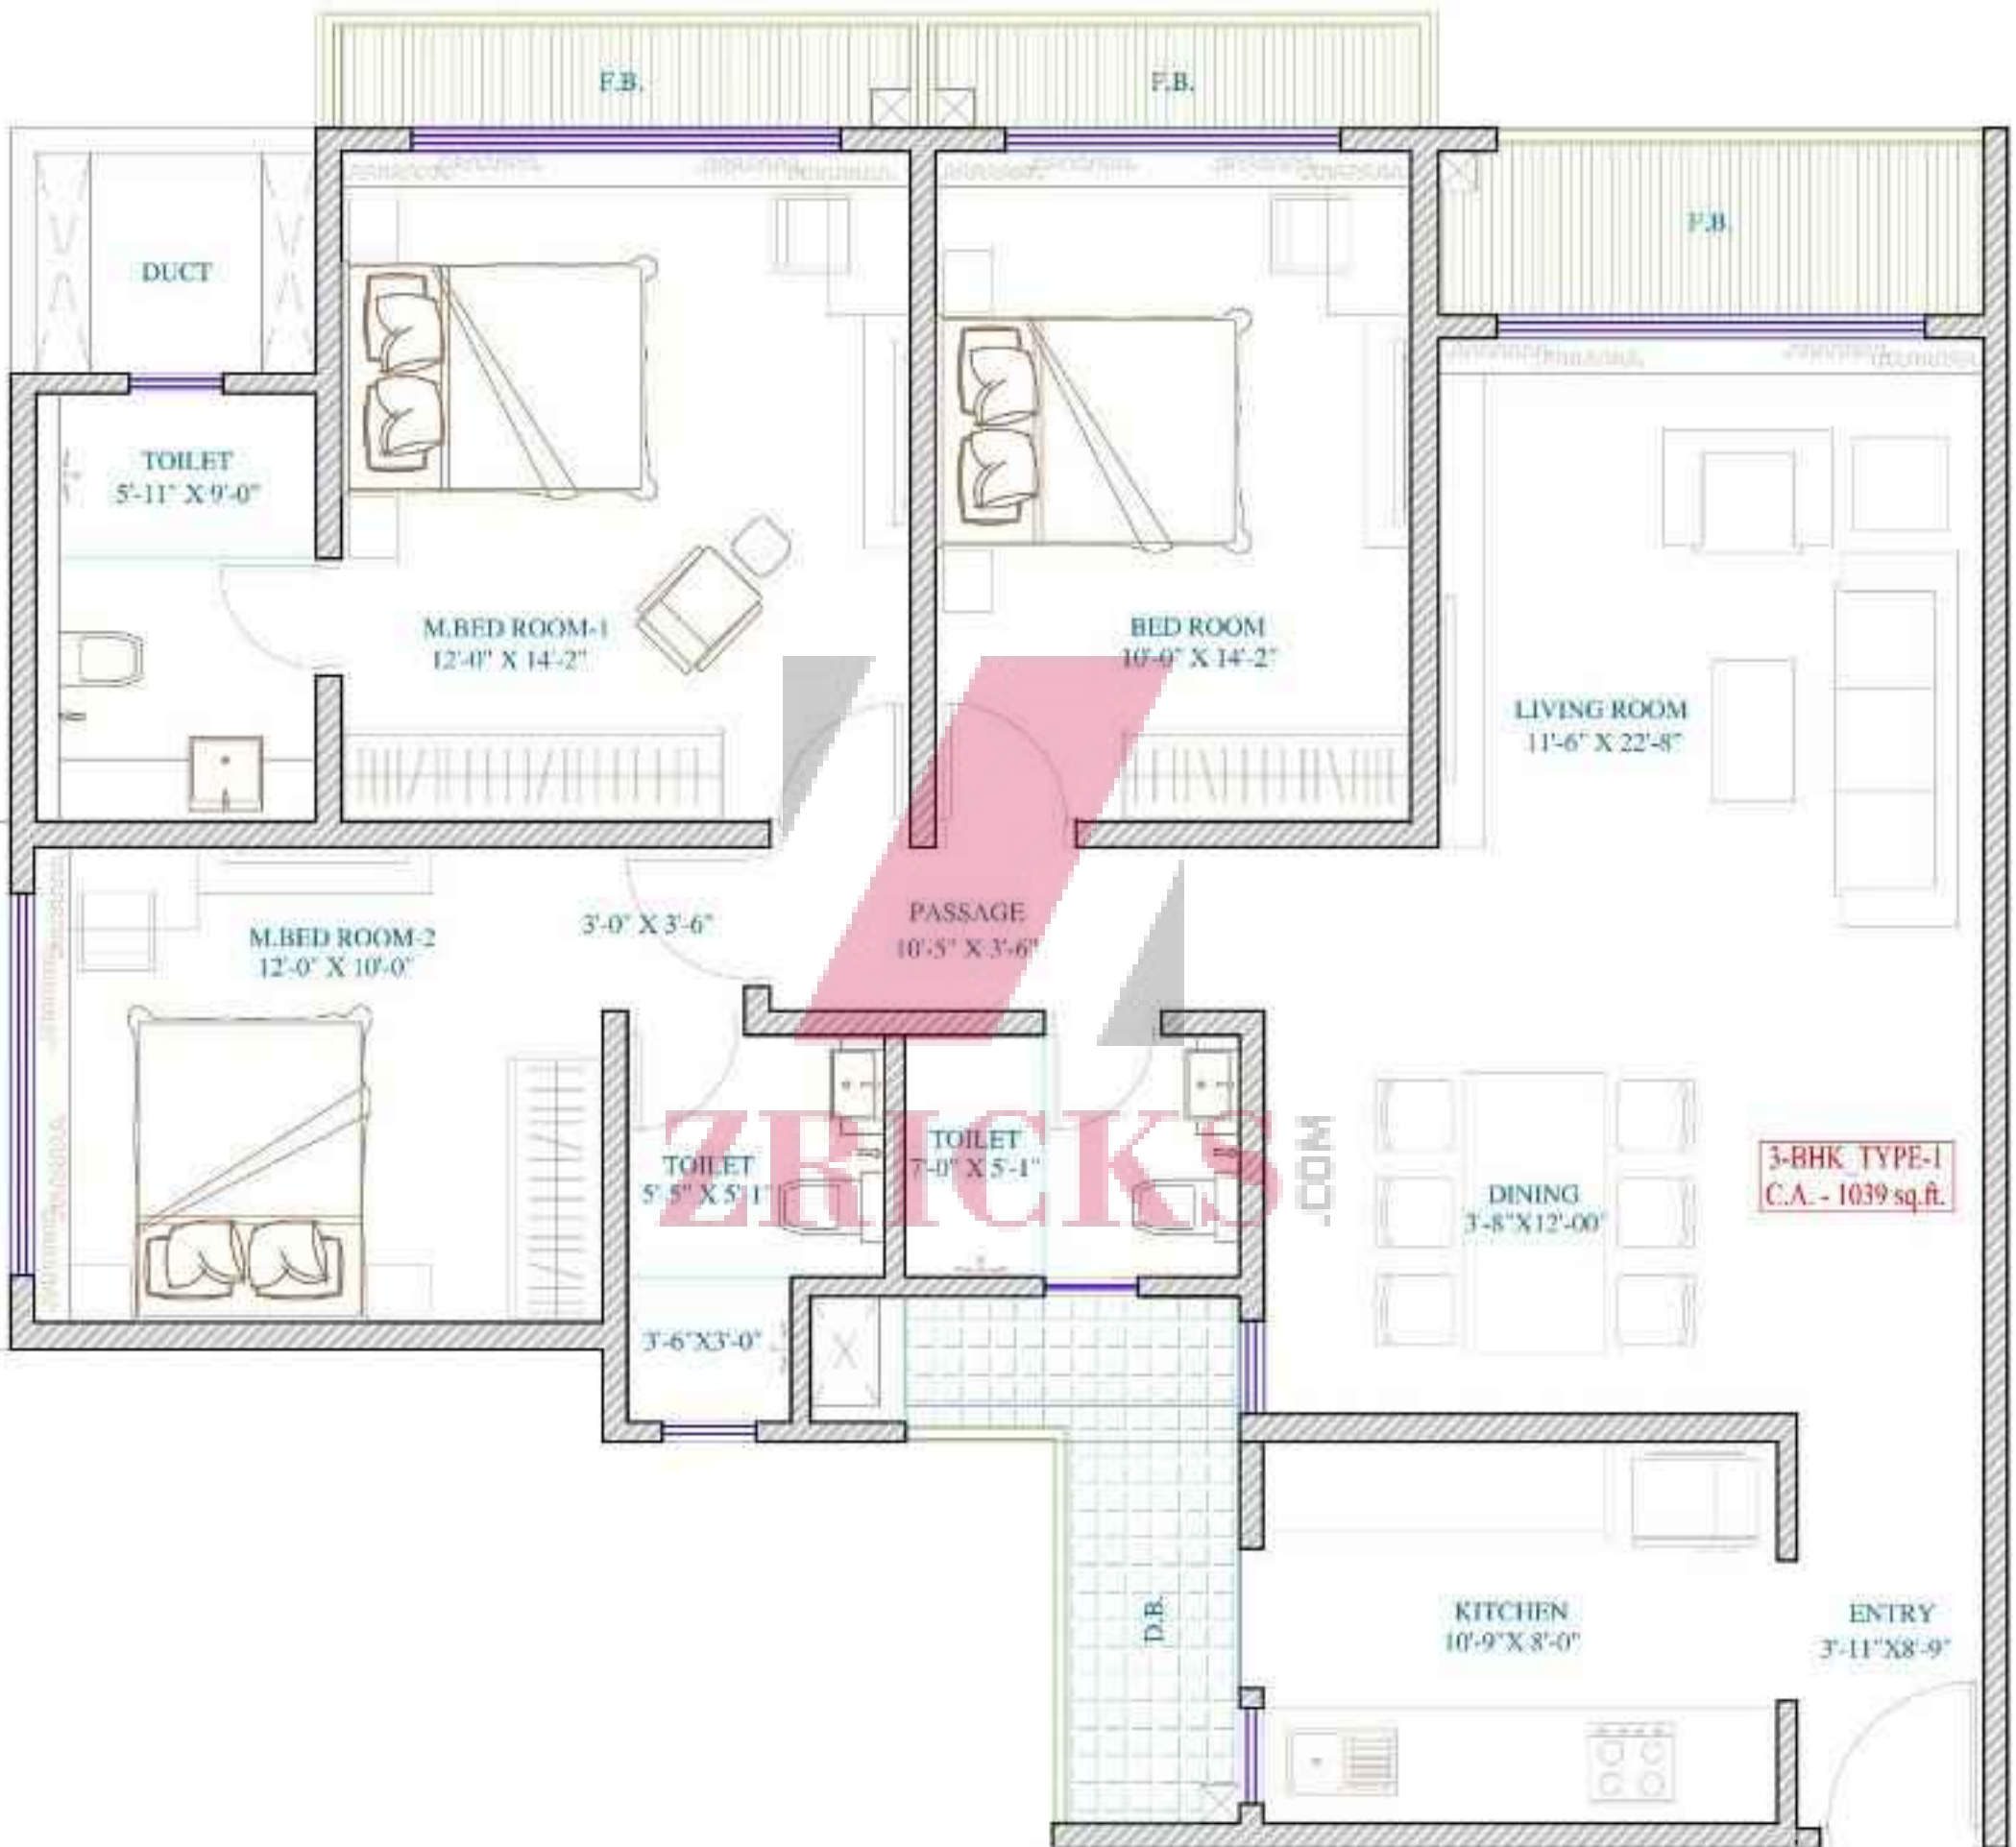 F.B.
F.B.
F.B.
DUCT
TOILET
5'-11" X 9'-0"
M.BED ROOM-1
12'-0" X 14'-2"
BED ROOM
10'-0" X 14'-2"
LIVING ROOM
11'-6" X 22'-8"
M.BED ROOM-2
12'-0" X 10'-0"
3'-0" X 3'-6"
PASSAGE
10'-5" X 3'-6"
TOILET
5'-5" X 5'-1"
TOILET
7'-0" X 5'-1"
ZRICKS
.COM
DINING
3'-8"X12'-00"
3-BHK TYPE-1
C.A. - 1039 sq.ft.
3'-6"X3'-0"
D.B.
KITCHEN
10'-9"X 8'-0"
ENTRY
3'-11"X8'-9"